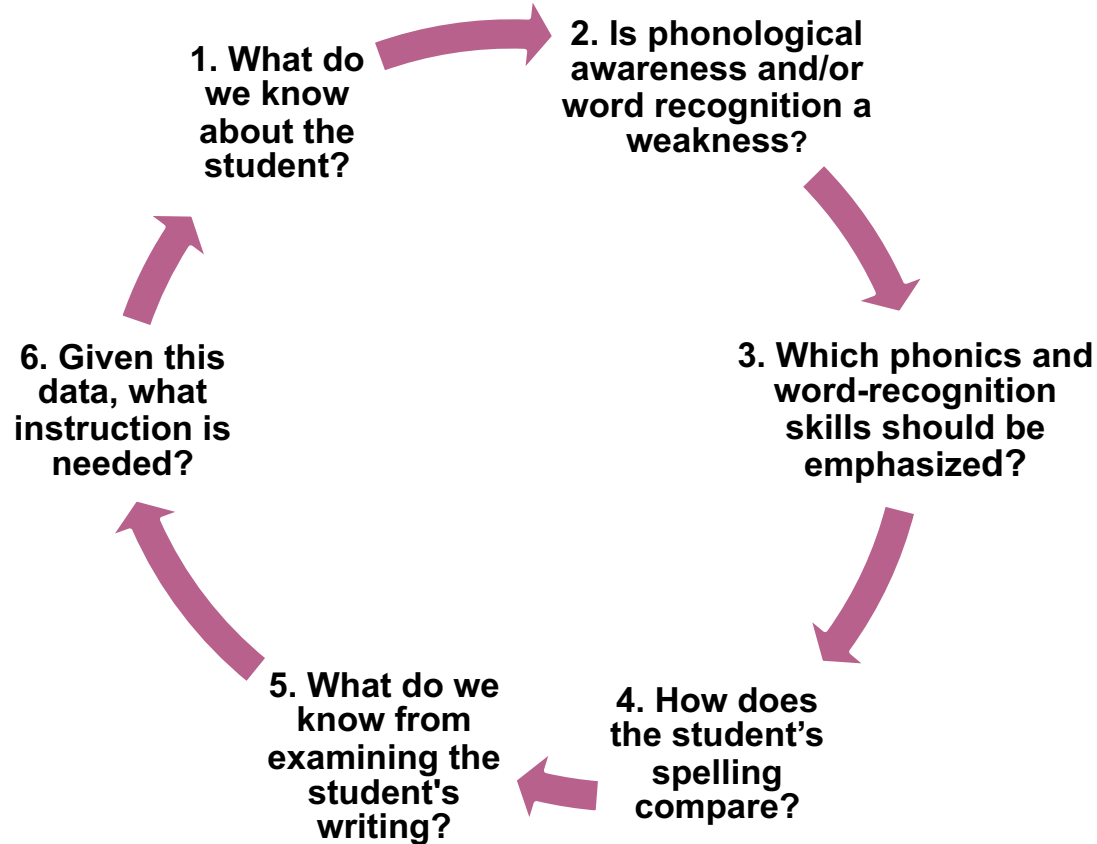 1. What do
we know
about the
student?
2. Is phonological
awareness and/or
word recognition a
weakness?
3. Which phonics and
word-recognition
skills should be
emphasized?
4. How does
the student’s
spelling
compare?
5. What do we
know from
examining the
student's
writing?
6. Given this
data, what
instruction is
needed?